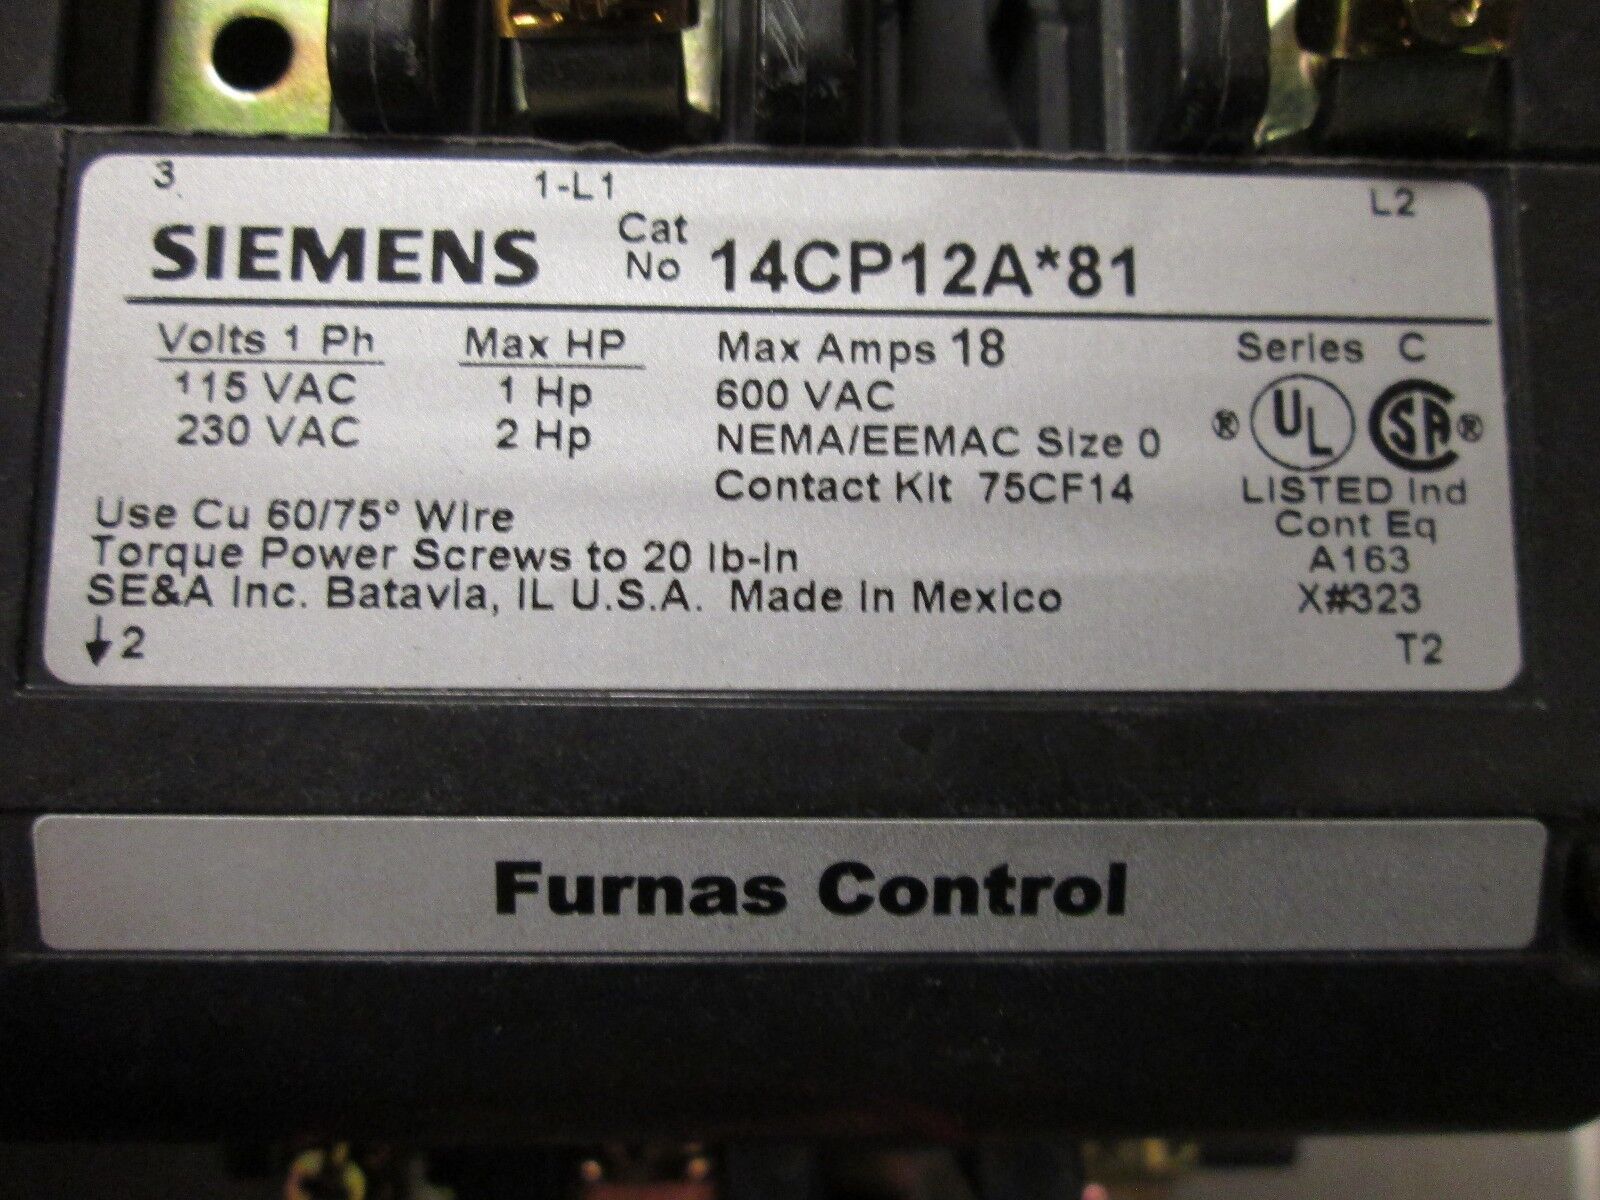 3 1-L1 L2
SIEMENS Cat No 14CP12A*81
Volts 1 Ph Max HP Max Amps 18 Series C
115 VAC 1 Hp 600 VAC
230 VAC 2 Hp NEMA/EEMAC Size 0 ® UL SA ®
Contact Kit 75CF14 LISTED Ind
Use Cu 60/75° Wire Cont Eq
Torque Power Screws to 20 lb-in A163
SE&A Inc. Batavia, IL U.S.A. Made in Mexico X#323
↓2 T2
Furnas Control